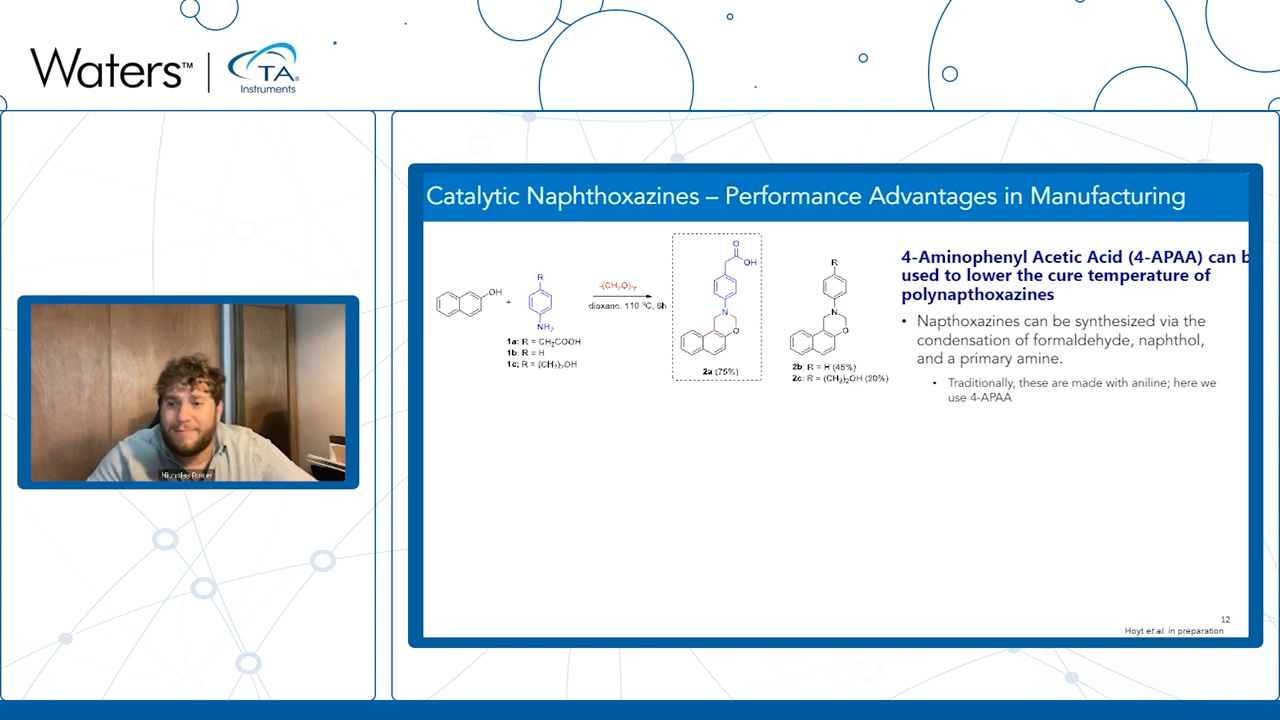 Waters™
TA®
Instruments
Catalytic Naphthoxazines – Performance Advantages in Manufacturing
OH
+
R
NH₂
-(CH₂O)-
dioxane, 110 °C, 6h
1a: R = CH₂COOH
1b: R = H
1c: R = (CH₂)₂OH
O
OH
N
O
2a (75%)
R
N
O
2b: R = H (45%)
2c: R = (CH₂)₂OH (20%)
4-Aminophenyl Acetic Acid (4-APAA) can b
used to lower the cure temperature of
polynapthoxazines
• Napthoxazines can be synthesized via the
condensation of formaldehyde, naphthol,
and a primary amine.
• Traditionally, these are made with aniline; here we
use 4-APAA
12
Hoyt et al. in preparation
Nicholas